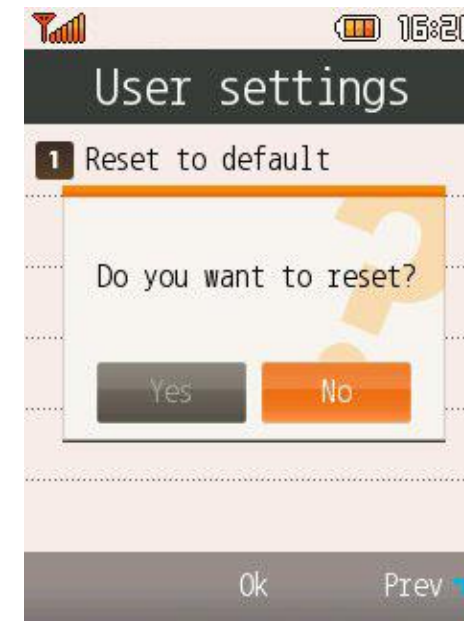 User settings
1 Reset to default
Do you want to reset?
Yes No
Ok Prev